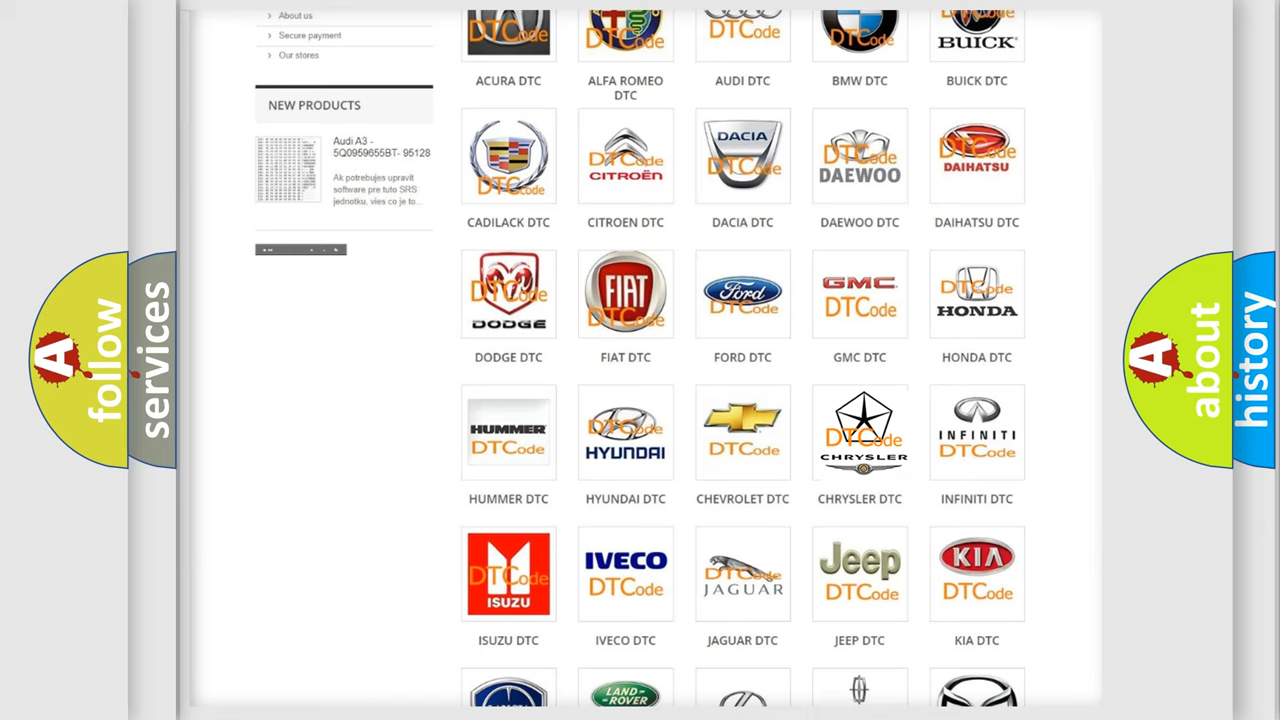 About us
Secure payment
Our stores
NEW PRODUCTS
Audi A3 -
5Q0959655BT- 95128
Ak potrebujes upravit
software pre tuto SRS
jednotku, vies co je to...
DTCode
DTCode
DTCode
DTCode
BUICK
ACURA DTC
ALFA ROMEO
DTC
AUDI DTC
BMW DTC
BUICK DTC
DTCode
DTCode
CITROËN
DACIA
DTCode
DTCode
DAEWOO
DTCode
DAIHATSU
CADILACK DTC
CITROEN DTC
DACIA DTC
DAEWOO DTC
DAIHATSU DTC
DTCode
DODGE
FIAT
DTCode
Ford
DTCode
GMC
DTCode
DTCode
HONDA
DODGE DTC
FIAT DTC
FORD DTC
GMC DTC
HONDA DTC
HUMMER
DTCode
DTCode
HYUNDAI
DTCode
DTCode
CHRYSLER
INFINITI
DTCode
HUMMER DTC
HYUNDAI DTC
CHEVROLET DTC
CHRYSLER DTC
INFINITI DTC
DTCode
ISUZU
IVECO
DTCode
DTCode
JAGUAR
Jeep
DTCode
KIA
DTCode
ISUZU DTC
IVECO DTC
JAGUAR DTC
JEEP DTC
KIA DTC
LAND-
ROVER
A
follow
services
A
about
history